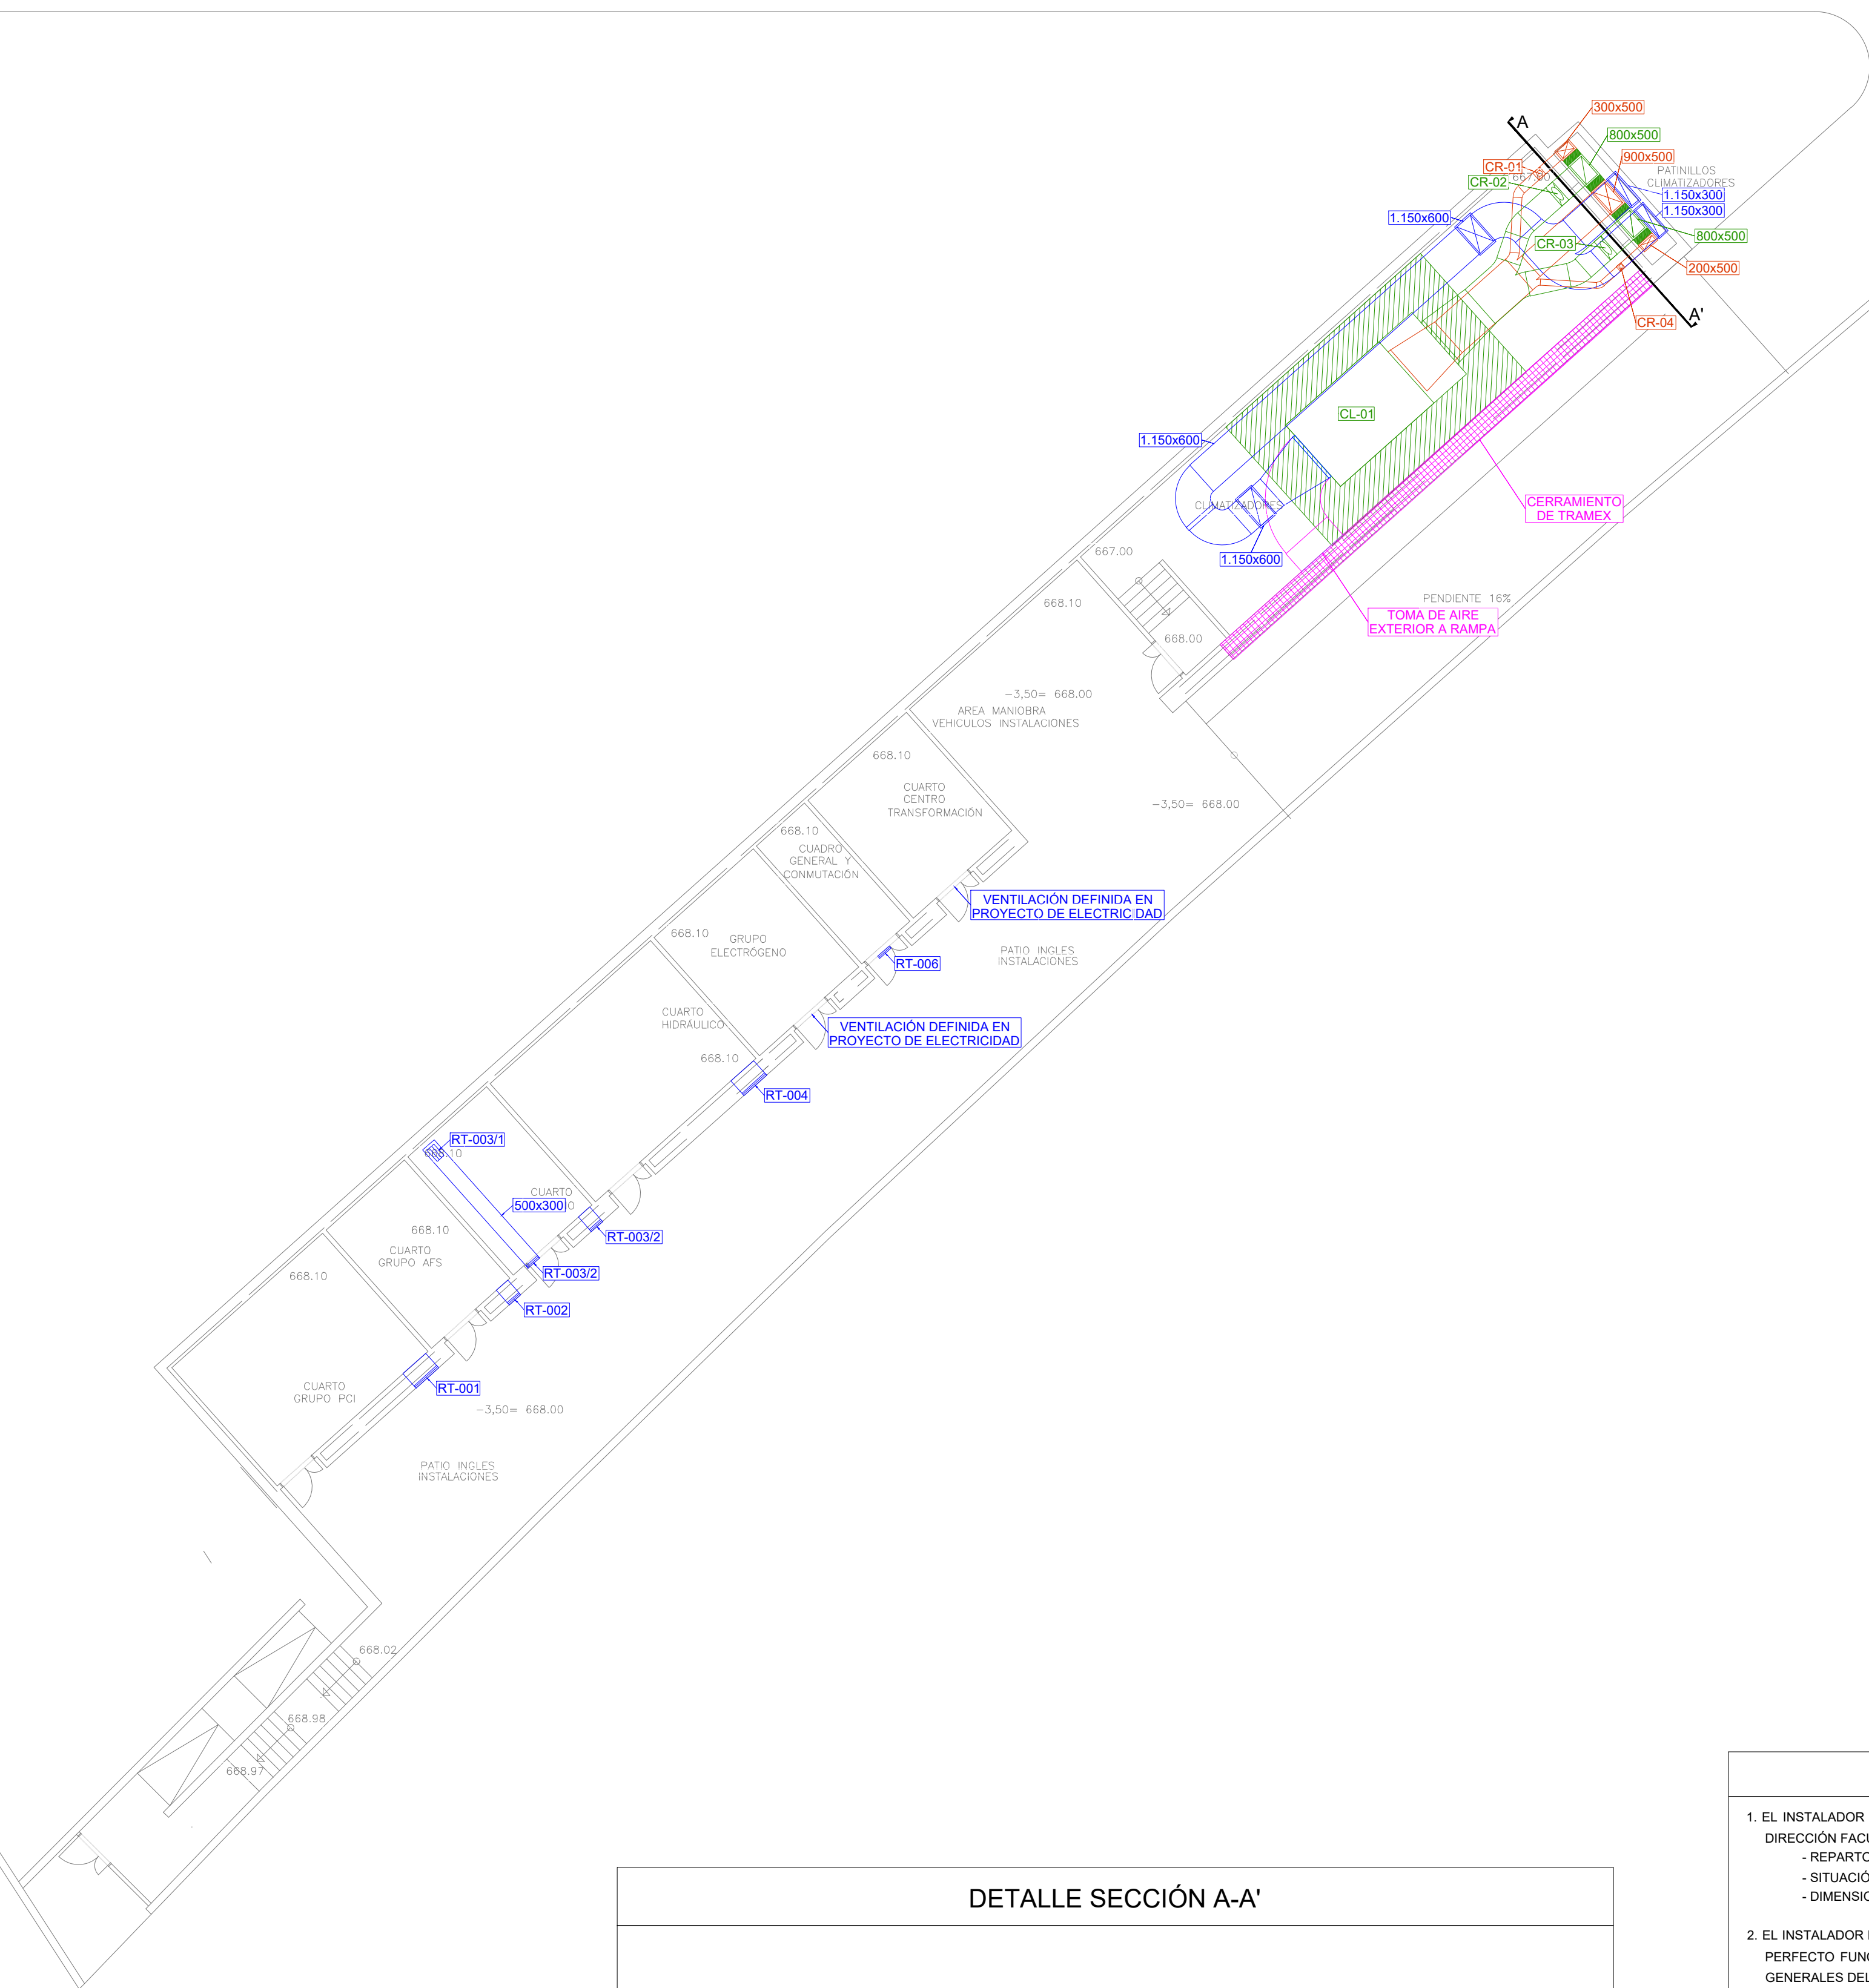 300x500
A
800x500
CR-01
900x500
667.00
PATINILLOS
CLIMATIZADORES
CR-02
1.150x300
1.150x300
1.150x600
800x500
CR-03
200x500
A'
CR-04
CL-01
1.150x600
CERRAMIENTO
DE TRAMEX
CLIMATIZADORES
667.00
1.150x600
668.10
PENDIENTE 16%
TOMA DE AIRE
EXTERIOR A RAMPA
668.00
-3,50= 668.00
AREA MANIOBRA
VEHICULOS INSTALACIONES
668.10
CUARTO
CENTRO
TRANSFORMACIÓN
-3,50= 668.00
668.10
CUADRO
GENERAL Y
CONMUTACIÓN
VENTILACIÓN DEFINIDA EN
PROYECTO DE ELECTRICIDAD
668.10
GRUPO
ELECTRÓGENO
PATIO INGLES
INSTALACIONES
RT-006
CUARTO
HIDRÁULICO
VENTILACIÓN DEFINIDA EN
PROYECTO DE ELECTRICIDAD
668.10
RT-004
RT-003/1
668.10
CUARTO
500x300
668.10
RT-003/2
CUARTO
GRUPO AFS
668.10
RT-003/2
RT-002
CUARTO
GRUPO PCI
RT-001
-3,50= 668.00
PATIO INGLES
INSTALACIONES
668.02
668.98
668.97
DETALLE SECCIÓN A-A'
1. EL INSTALADOR
DIRECCIÓN FACU
- REPARTO
- SITUACIÓ
- DIMENSIO
2. EL INSTALADOR
PERFECTO FUNC
GENERALES DEL